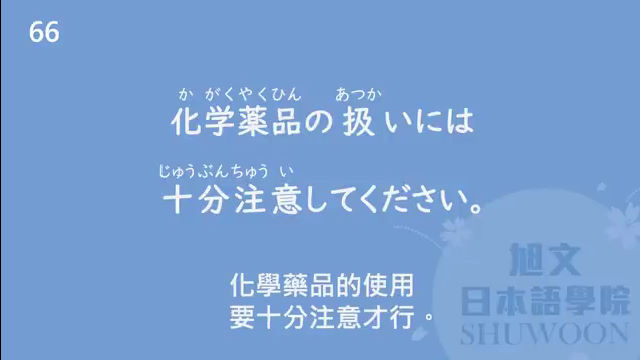 66
かがくやくひん あつか
化学薬品の扱いには
じゅうぶんちゅうい
十分注意してください。
化學藥品的使用
要十分注意才行。
旭文
日本語學院
SHUWOON